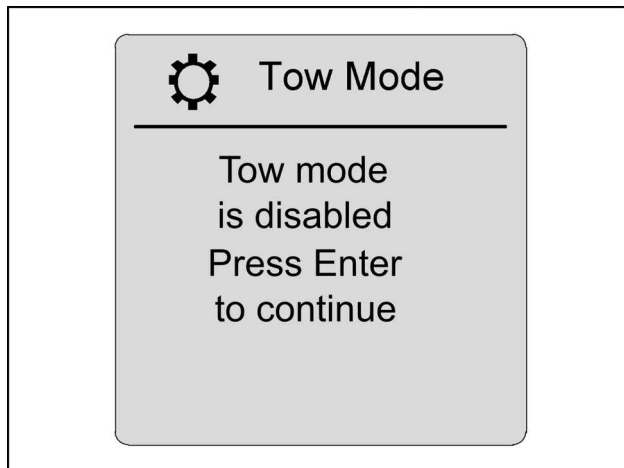 Tow Mode
Tow mode
is disabled
Press Enter
to continue